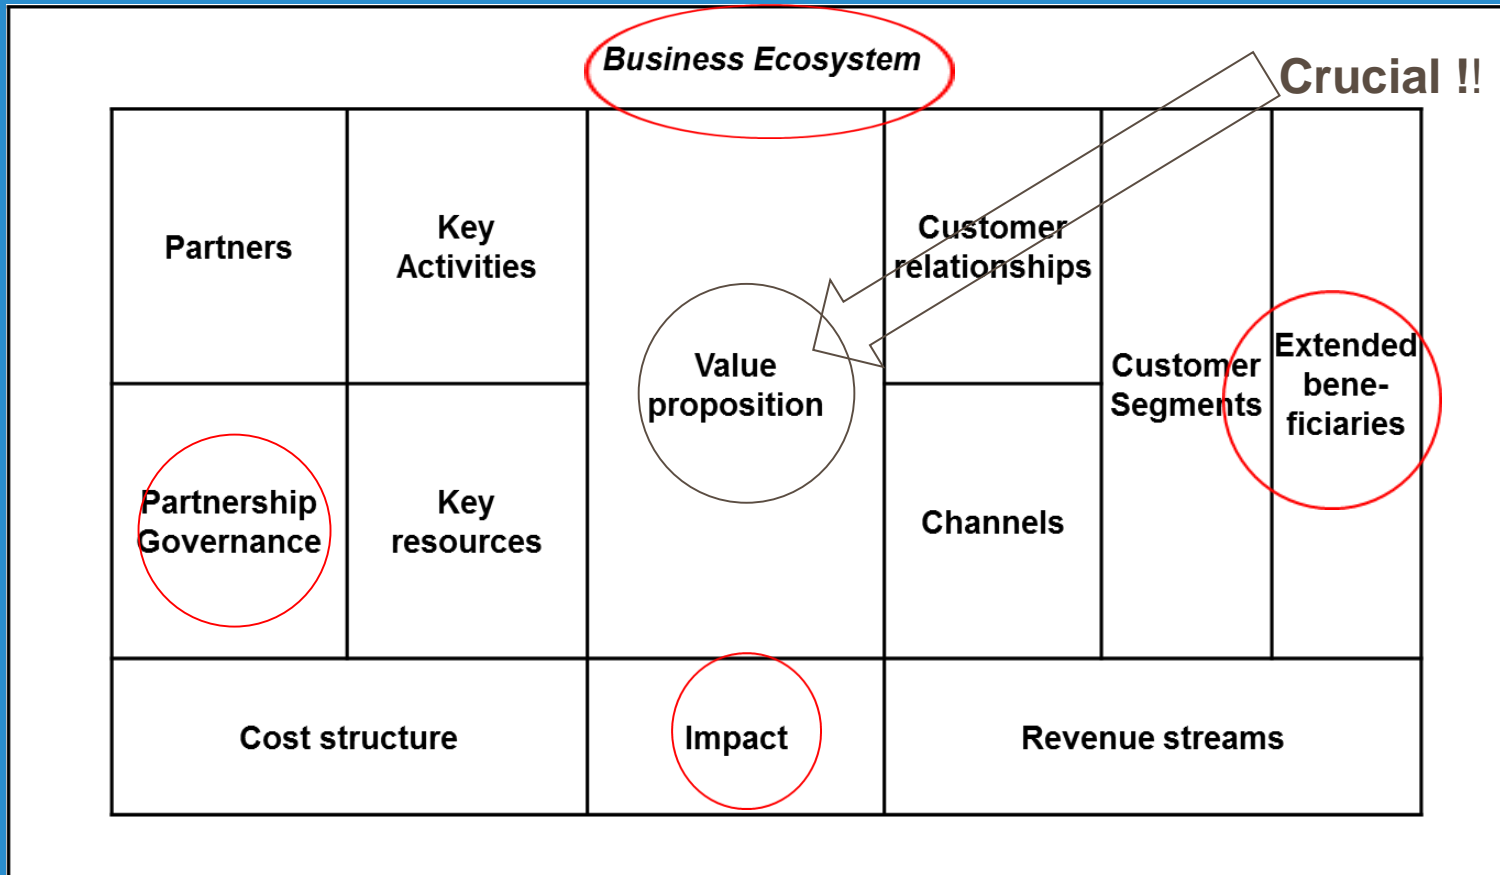 Business Ecosystem
Crucial !!
Partners
Key
Activities
Value
proposition
Customer
relationships
Customer
Segments
Extended
bene-
ficiaries
Partnership
Governance
Key
resources
Channels
Cost structure
Impact
Revenue streams